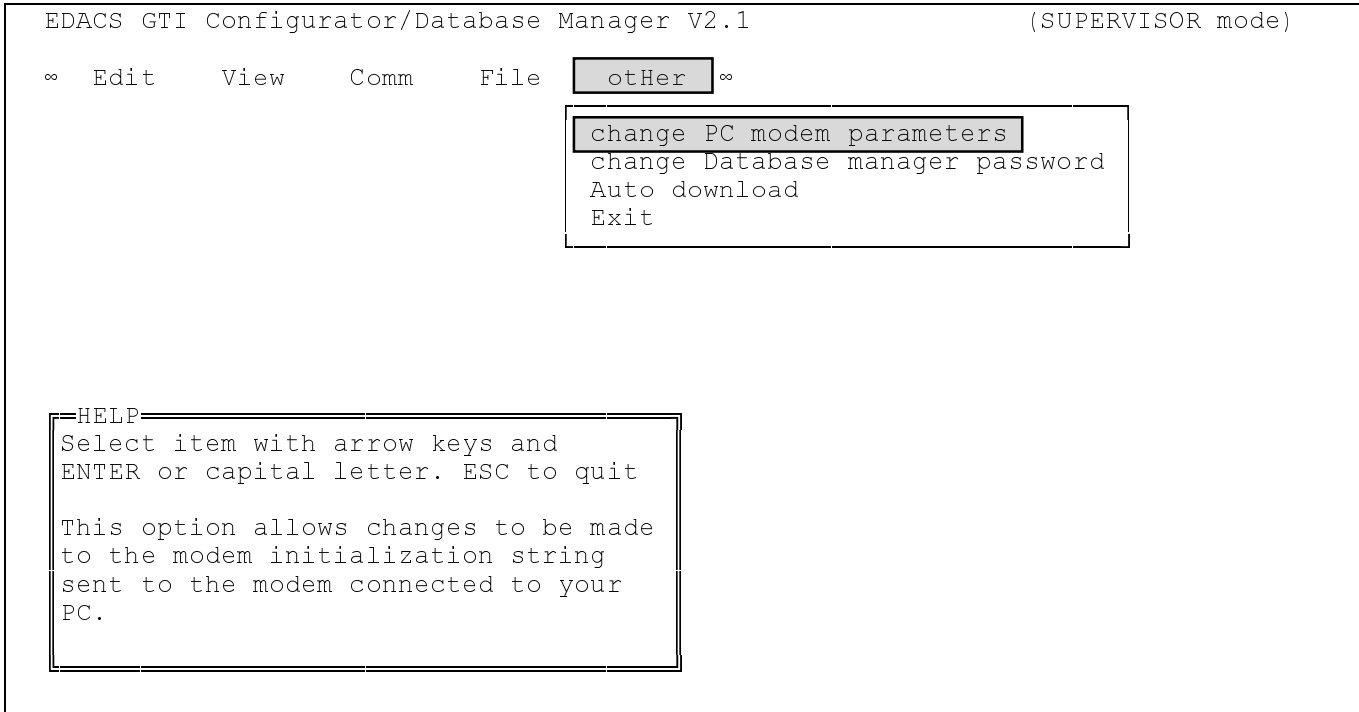 EDACS GTI Configurator/Database Manager V2.1 (SUPERVISOR mode)
∞ Edit View Comm File otHer ∞
change PC modem parameters
change Database manager password
Auto download
Exit
HELP
Select item with arrow keys and
ENTER or capital letter. ESC to quit
This option allows changes to be made
to the modem initialization string
sent to the modem connected to your
PC.